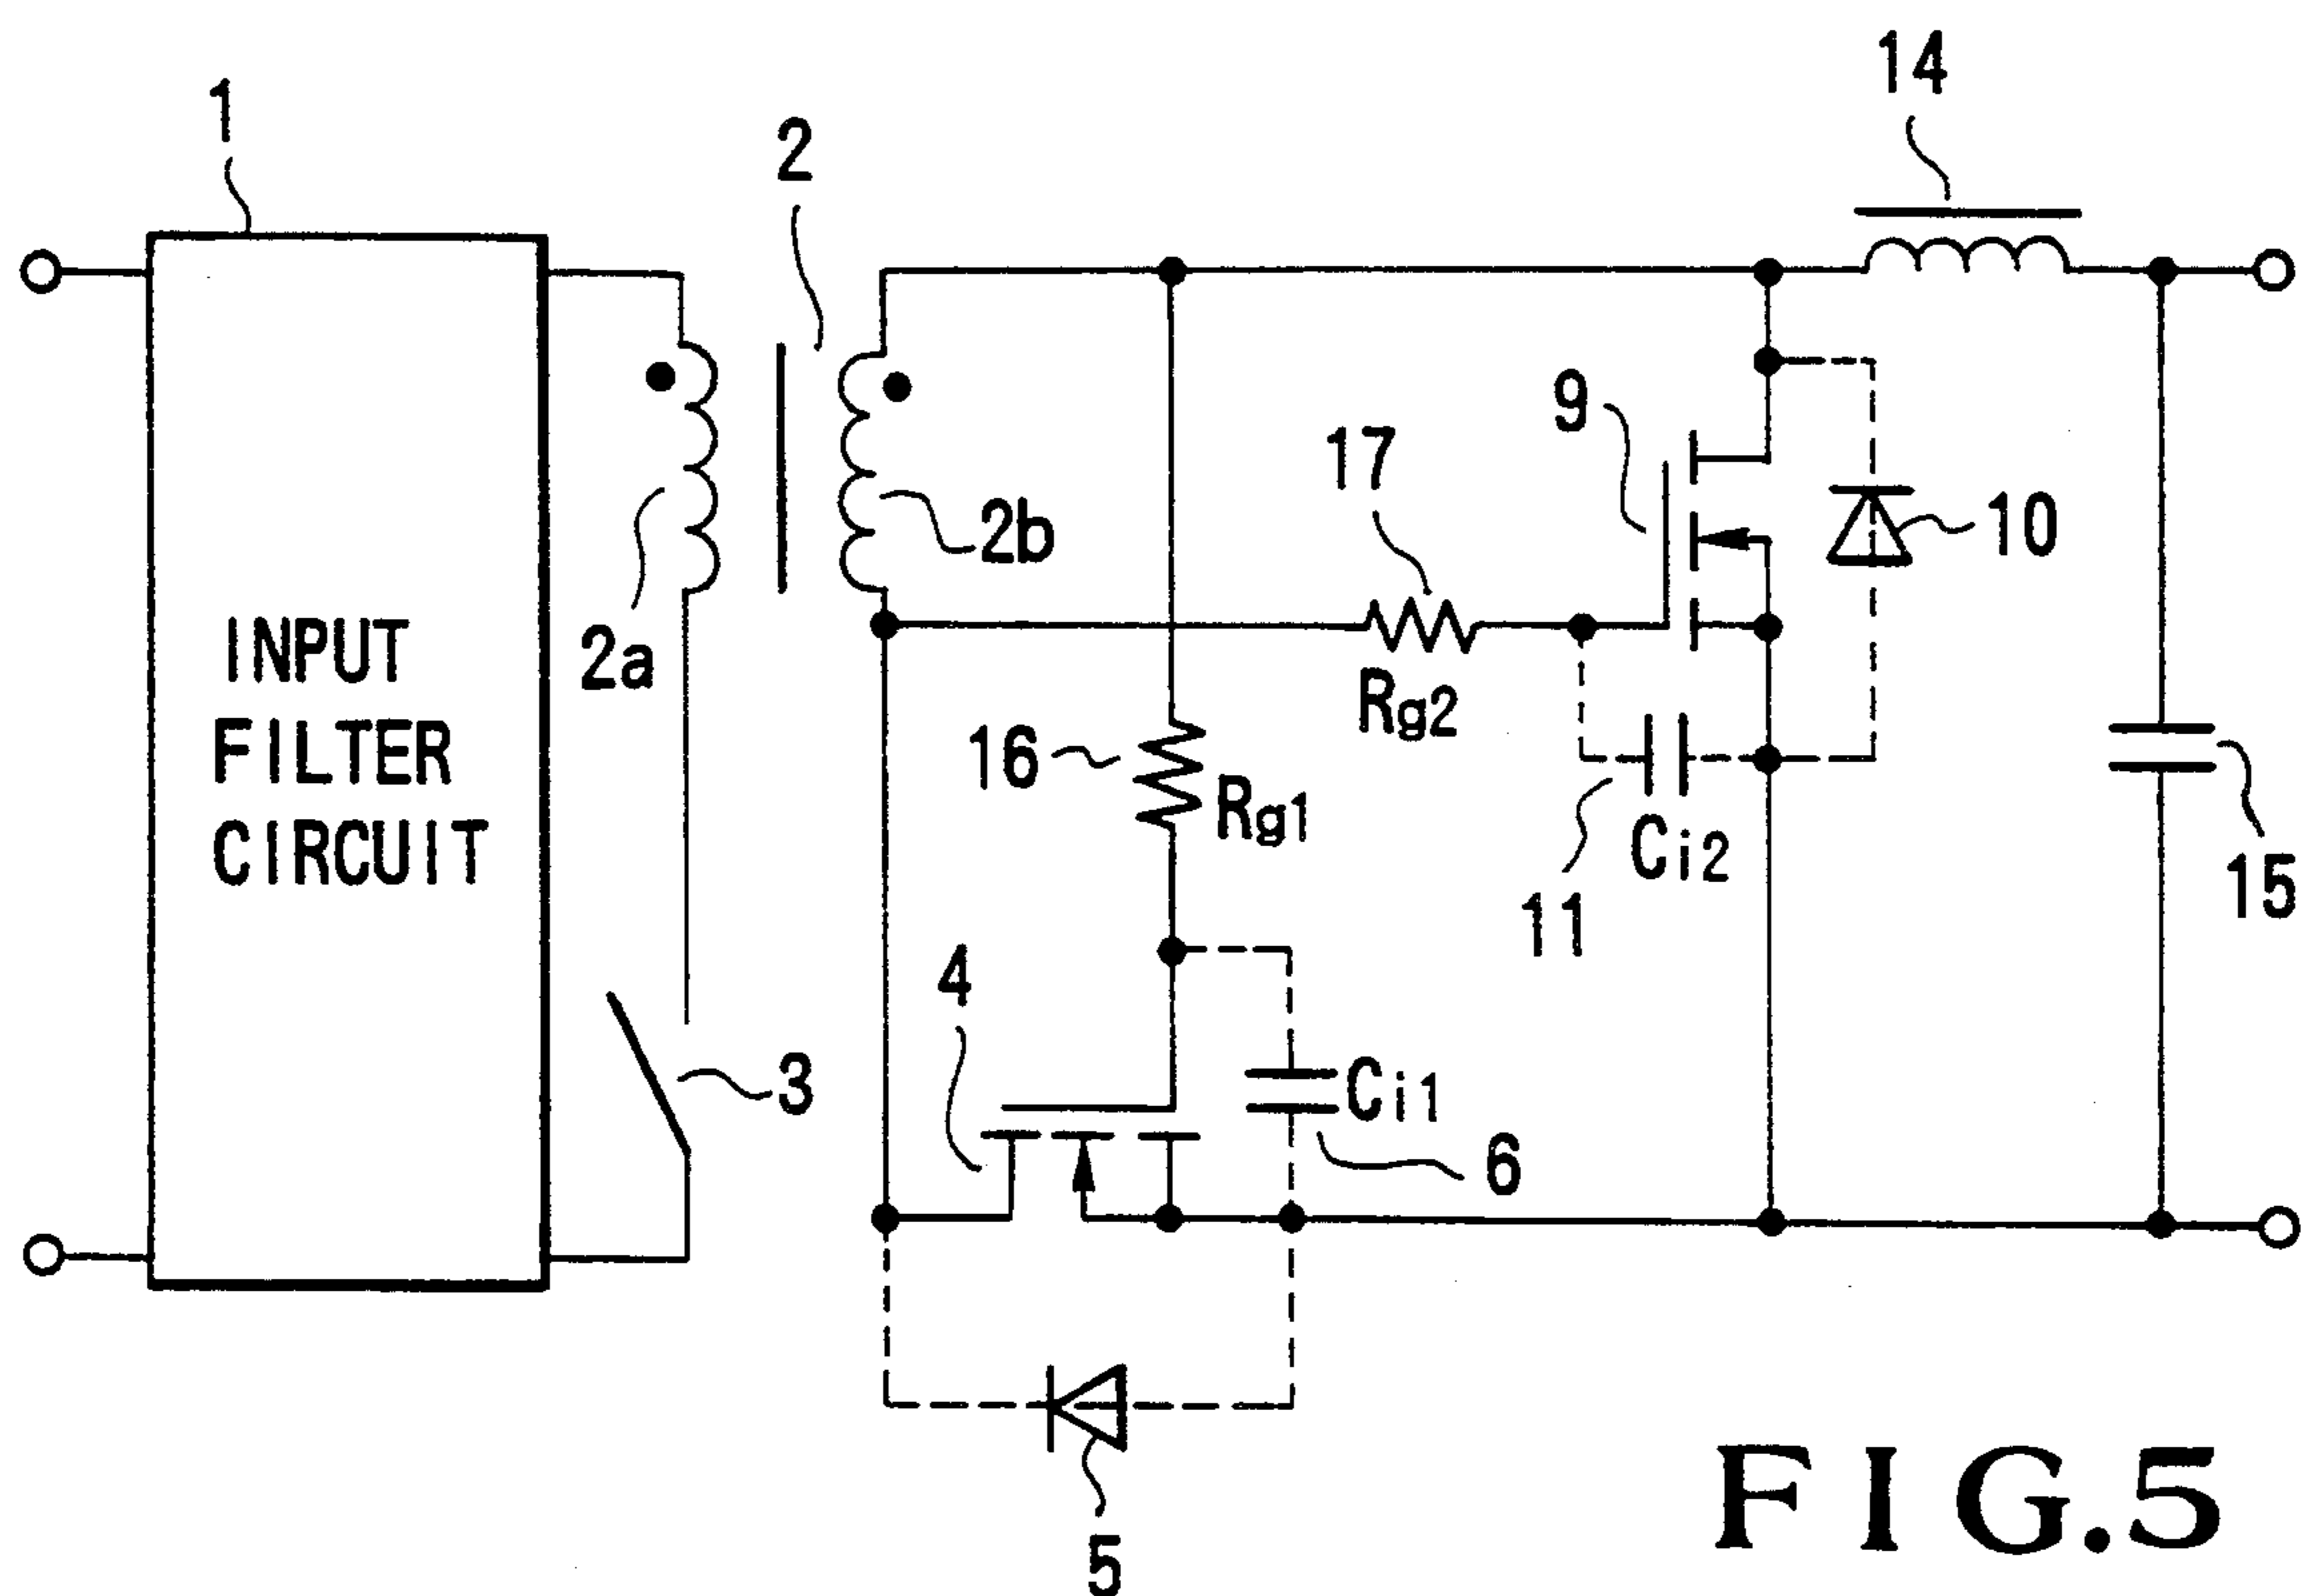 14
1
2
9
17
10
2b
INPUT
FILTER
CIRCUIT
2a
Rg2
16
Rg1
Ci2
15
11
4
3
Ci1
6
5
FIG.5